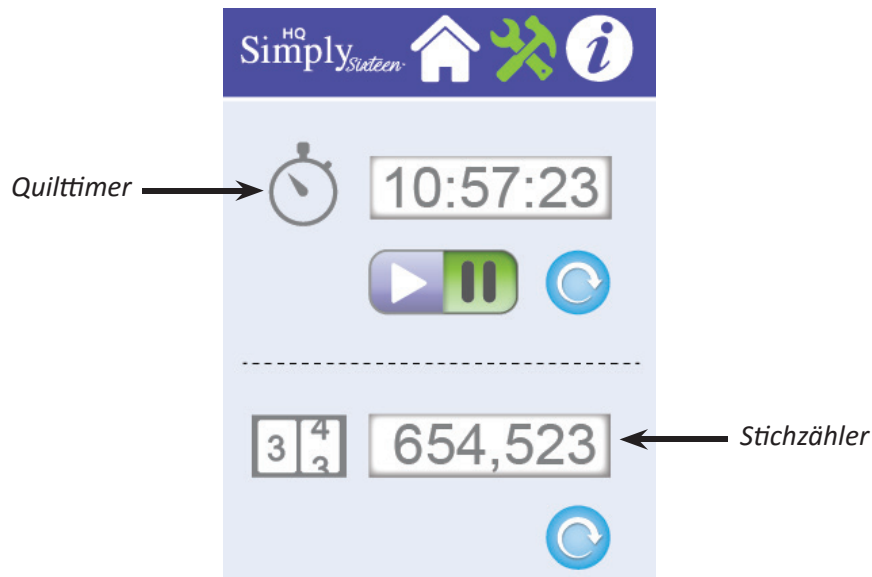 HQ
Simply Sixteen
i
Quilttimer
10:57:23
3 4
3
654,523
Stichzähler